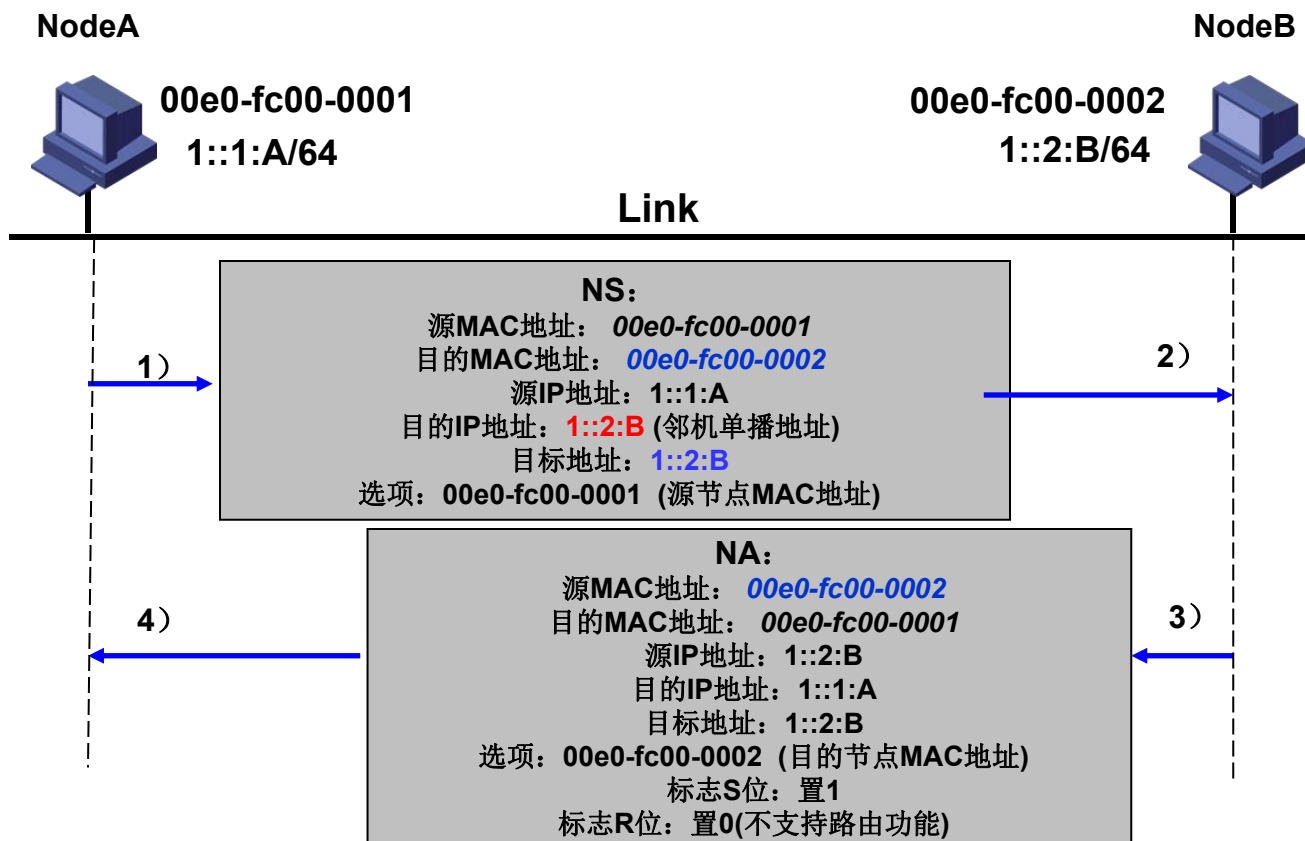 NodeA
NodeB
00e0-fc00-0001
1::1:A/64
00e0-fc00-0002
1::2:B/64
Link
NS：
源MAC地址： 00e0-fc00-0001
目的MAC地址： 00e0-fc00-0002
源IP地址：1::1:A
目的IP地址：1::2:B (邻机单播地址)
目标地址：1::2:B
选项：00e0-fc00-0001 (源节点MAC地址)
1）
2）
NA：
源MAC地址： 00e0-fc00-0002
目的MAC地址： 00e0-fc00-0001
源IP地址：1::2:B
目的IP地址：1::1:A
目标地址：1::2:B
选项：00e0-fc00-0002 (目的节点MAC地址)
标志S位：置1
标志R位：置0(不支持路由功能)
3）
4）